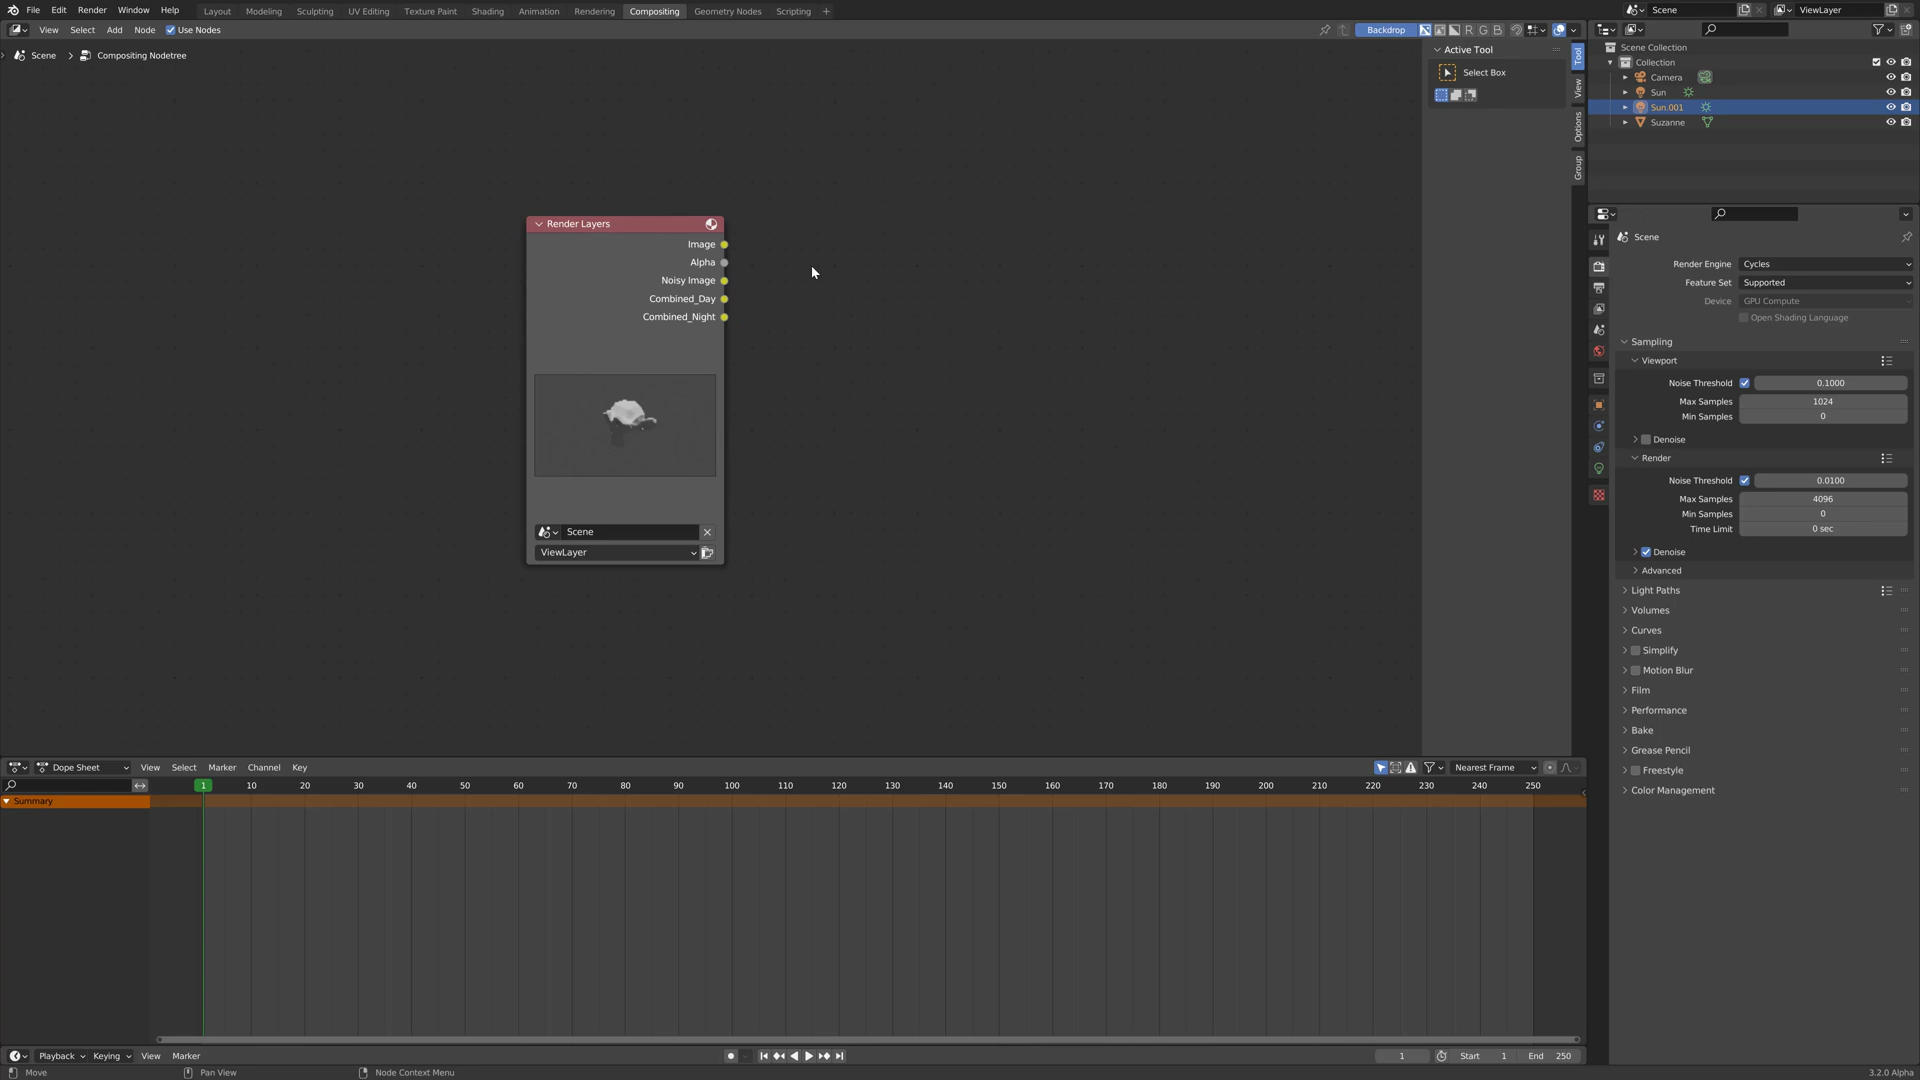 File Edit Render Window Help
Layout Modeling Sculpting UV Editing Texture Paint Shading Animation Rendering Compositing Geometry Nodes Scripting +
Scene
ViewLayer
View Select Add Node Use Nodes
Backdrop
R G B
Scene > Compositing Nodetree
Active Tool
Select Box
Tool
View
Options
Group
Render Layers
Image
Alpha
Noisy Image
Combined_Day
Combined_Night
Scene
ViewLayer
Scene Collection
Collection
Camera
Sun
Sun.001
Suzanne
Scene
Render Engine Cycles
Feature Set Supported
Device GPU Compute
Open Shading Language
Sampling
Viewport
Noise Threshold 0.1000
Max Samples 1024
Min Samples 0
Denoise
Render
Noise Threshold 0.0100
Max Samples 4096
Min Samples 0
Time Limit 0 sec
Denoise
Advanced
Light Paths
Volumes
Curves
Simplify
Motion Blur
Film
Performance
Bake
Grease Pencil
Freestyle
Color Management
Dope Sheet View Select Marker Channel Key
Nearest Frame
1 10 20 30 40 50 60 70 80 90 100 110 120 130 140 150 160 170 180 190 200 210 220 230 240 250
Summary
Playback Keying View Marker
1 Start 1 End 250
Move Pan View Node Context Menu
3.2.0 Alpha